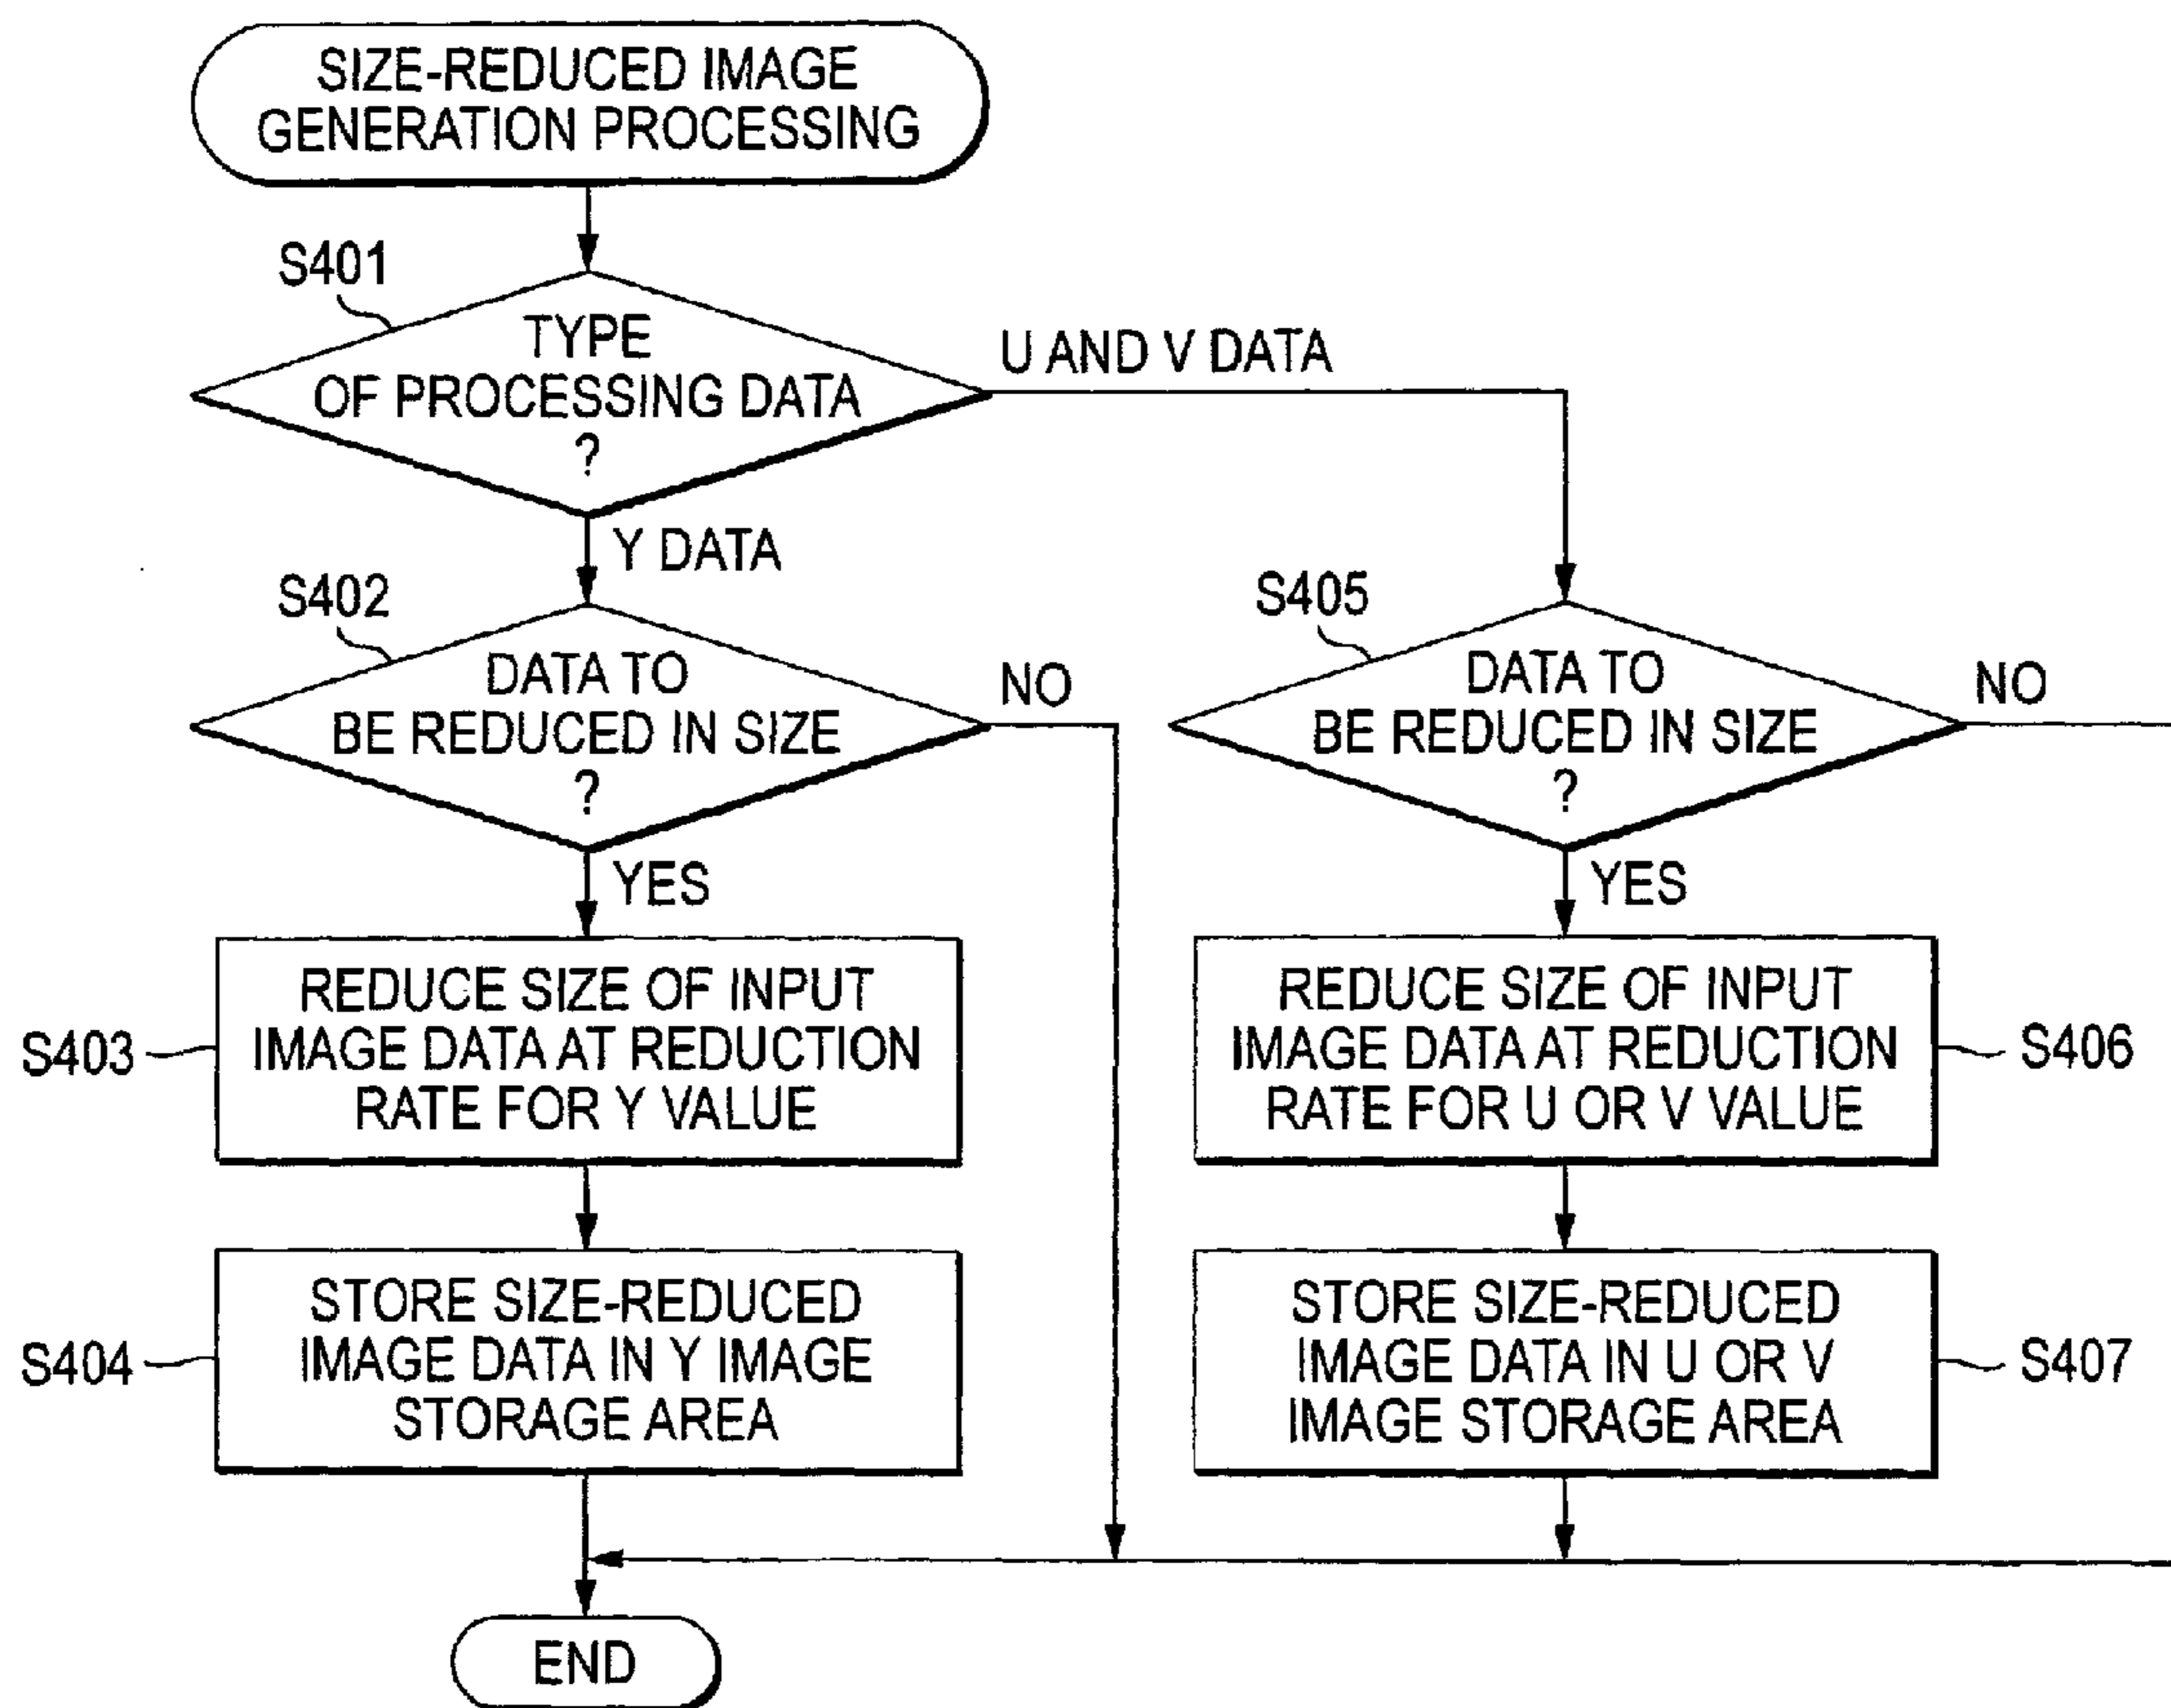 SIZE-REDUCED IMAGE
GENERATION PROCESSING
S401
TYPE
OF PROCESSING DATA
?
U AND V DATA
Y DATA
S402
DATA TO
BE REDUCED IN SIZE
?
NO
YES
S405
DATA TO
BE REDUCED IN SIZE
?
NO
YES
S403
REDUCE SIZE OF INPUT
IMAGE DATA AT REDUCTION
RATE FOR Y VALUE
REDUCE SIZE OF INPUT
IMAGE DATA AT REDUCTION
RATE FOR U OR V VALUE
S406
S404
STORE SIZE-REDUCED
IMAGE DATA IN Y IMAGE
STORAGE AREA
STORE SIZE-REDUCED
IMAGE DATA IN U OR V
IMAGE STORAGE AREA
S407
END